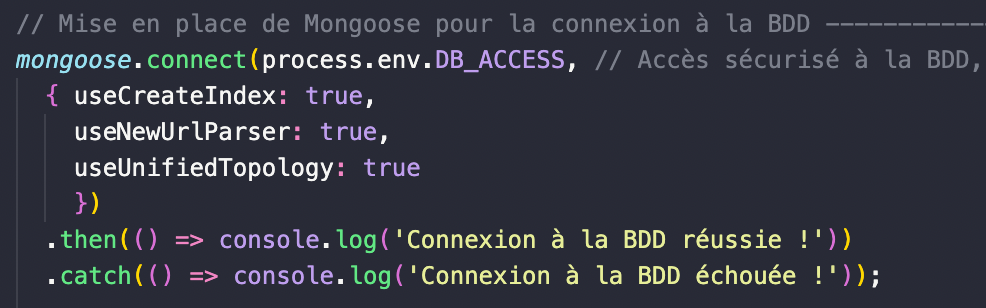 // Mise en place de Mongoose pour la connexion à la BDD ------------
mongoose.connect(process.env.DB_ACCESS, // Accès sécurisé à la BDD,
{ useCreateIndex: true,
useNewUrlParser: true,
useUnifiedTopology: true
})
.then(() => console.log('Connexion à la BDD réussie !'))
.catch(() => console.log('Connexion à la BDD échouée !'));